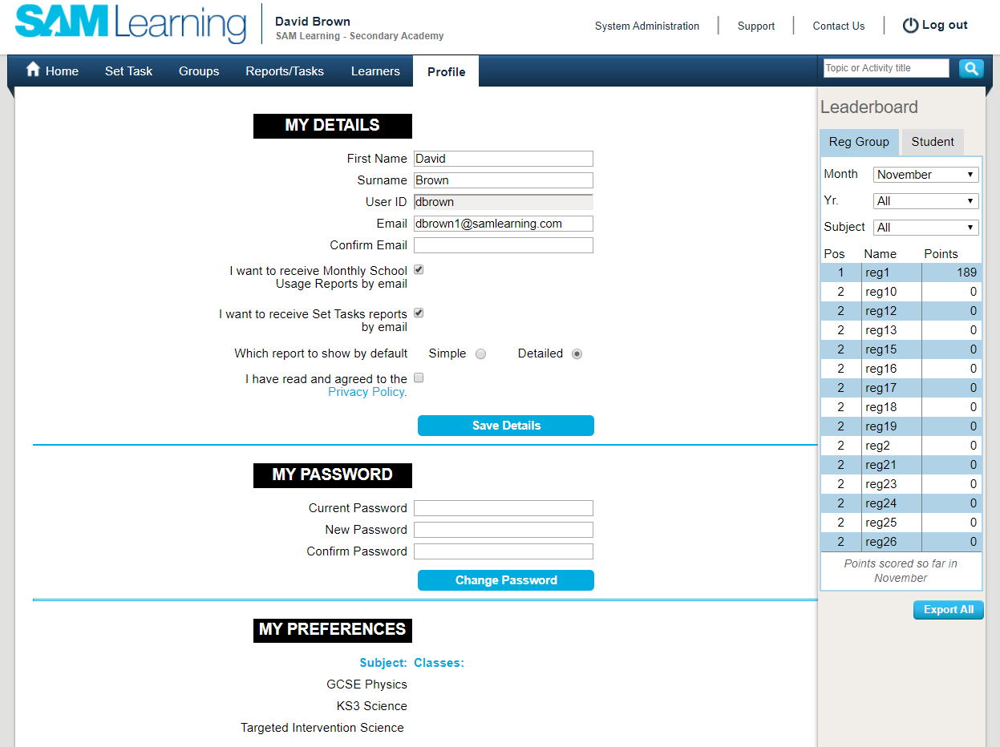 SAM Learning
David Brown
SAM Learning - Secondary Academy
System Administration
Support
Contact Us
Log out
Home
Set Task
Groups
Reports/Tasks
Learners
Profile
Topic or Activity title
MY DETAILS
First Name David
Surname Brown
User ID dbrown
Email dbrown1@samlearning.com
Confirm Email
I want to receive Monthly School
Usage Reports by email
I want to receive Set Tasks reports
by email
Which report to show by default Simple Detailed
I have read and agreed to the
Privacy Policy.
Save Details
MY PASSWORD
Current Password
New Password
Confirm Password
Change Password
MY PREFERENCES
Subject: Classes:
GCSE Physics
KS3 Science
Targeted Intervention Science
Leaderboard
Reg Group Student
Month November
Yr. All
Subject All
Pos Name Points
1 reg1 189
2 reg10 0
2 reg12 0
2 reg13 0
2 reg15 0
2 reg16 0
2 reg17 0
2 reg18 0
2 reg19 0
2 reg2 0
2 reg21 0
2 reg23 0
2 reg24 0
2 reg25 0
2 reg26 0
Points scored so far in
November
Export All